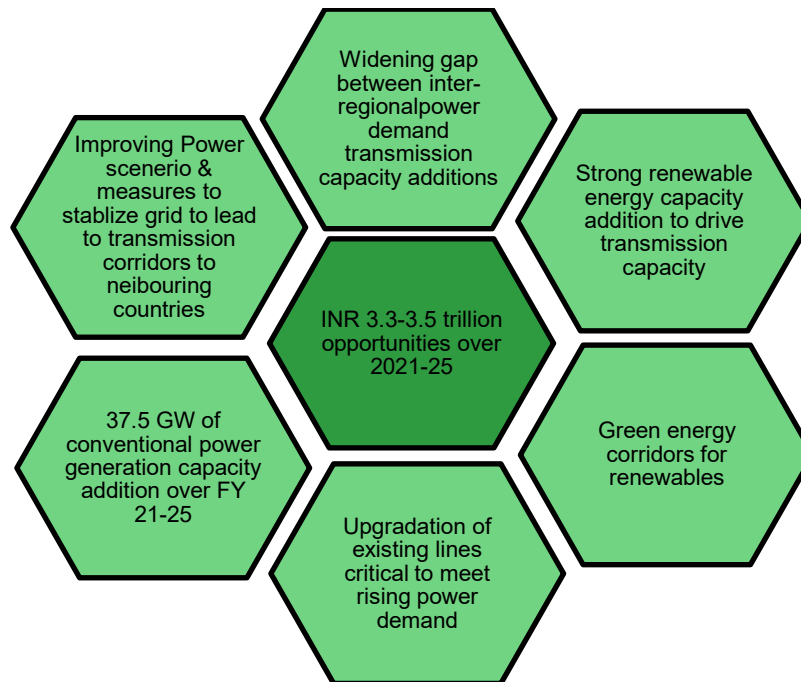 Widening gap
between inter-
regionalpower
demand
transmission
capacity additions
Improving Power
scenerio &
measures to
stablize grid to lead
to transmission
corridors to
neibouring
countries
Strong renewable
energy capacity
addition to drive
transmission
capacity
INR 3.3-3.5 trillion
opportunities over
2021-25
37.5 GW of
conventional power
generation capacity
addition over FY
21-25
Green energy
corridors for
renewables
Upgradation of
existing lines
critical to meet
rising power
demand